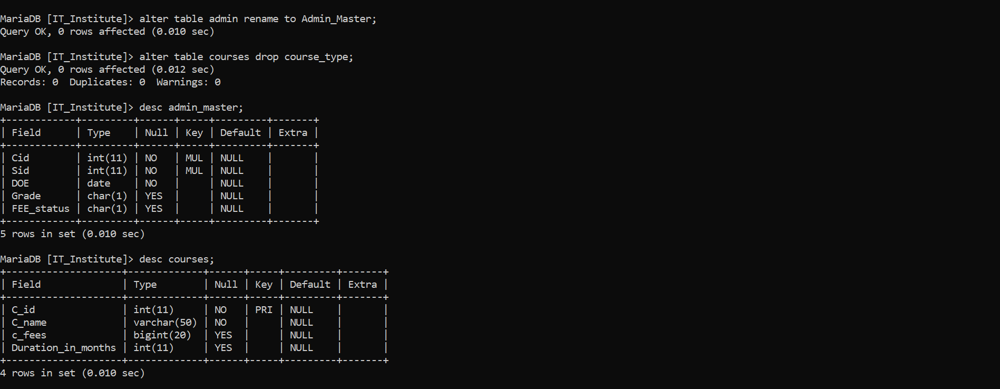 MariaDB [IT_Institute]> alter table admin rename to Admin_Master;
Query OK, 0 rows affected (0.010 sec)

MariaDB [IT_Institute]> alter table courses drop course_type;
Query OK, 0 rows affected (0.012 sec)
Records: 0  Duplicates: 0  Warnings: 0

MariaDB [IT_Institute]> desc admin_master;
+------------+---------+------+-----+---------+-------+
| Field      | Type    | Null | Key | Default | Extra |
+------------+---------+------+-----+---------+-------+
| Cid        | int(11) | NO   | MUL | NULL    |       |
| Sid        | int(11) | NO   | MUL | NULL    |       |
| DOE        | date    | NO   |     | NULL    |       |
| Grade      | char(1) | YES  |     | NULL    |       |
| FEE_status | char(1) | YES  |     | NULL    |       |
+------------+---------+------+-----+---------+-------+
5 rows in set (0.010 sec)

MariaDB [IT_Institute]> desc courses;
+--------------------+-------------+------+-----+---------+-------+
| Field              | Type        | Null | Key | Default | Extra |
+--------------------+-------------+------+-----+---------+-------+
| C_id               | int(11)     | NO   | PRI | NULL    |       |
| C_name             | varchar(50) | NO   |     | NULL    |       |
| c_fees             | bigint(20)  | YES  |     | NULL    |       |
| Duration_in_months | int(11)     | YES  |     | NULL    |       |
+--------------------+-------------+------+-----+---------+-------+
4 rows in set (0.010 sec)